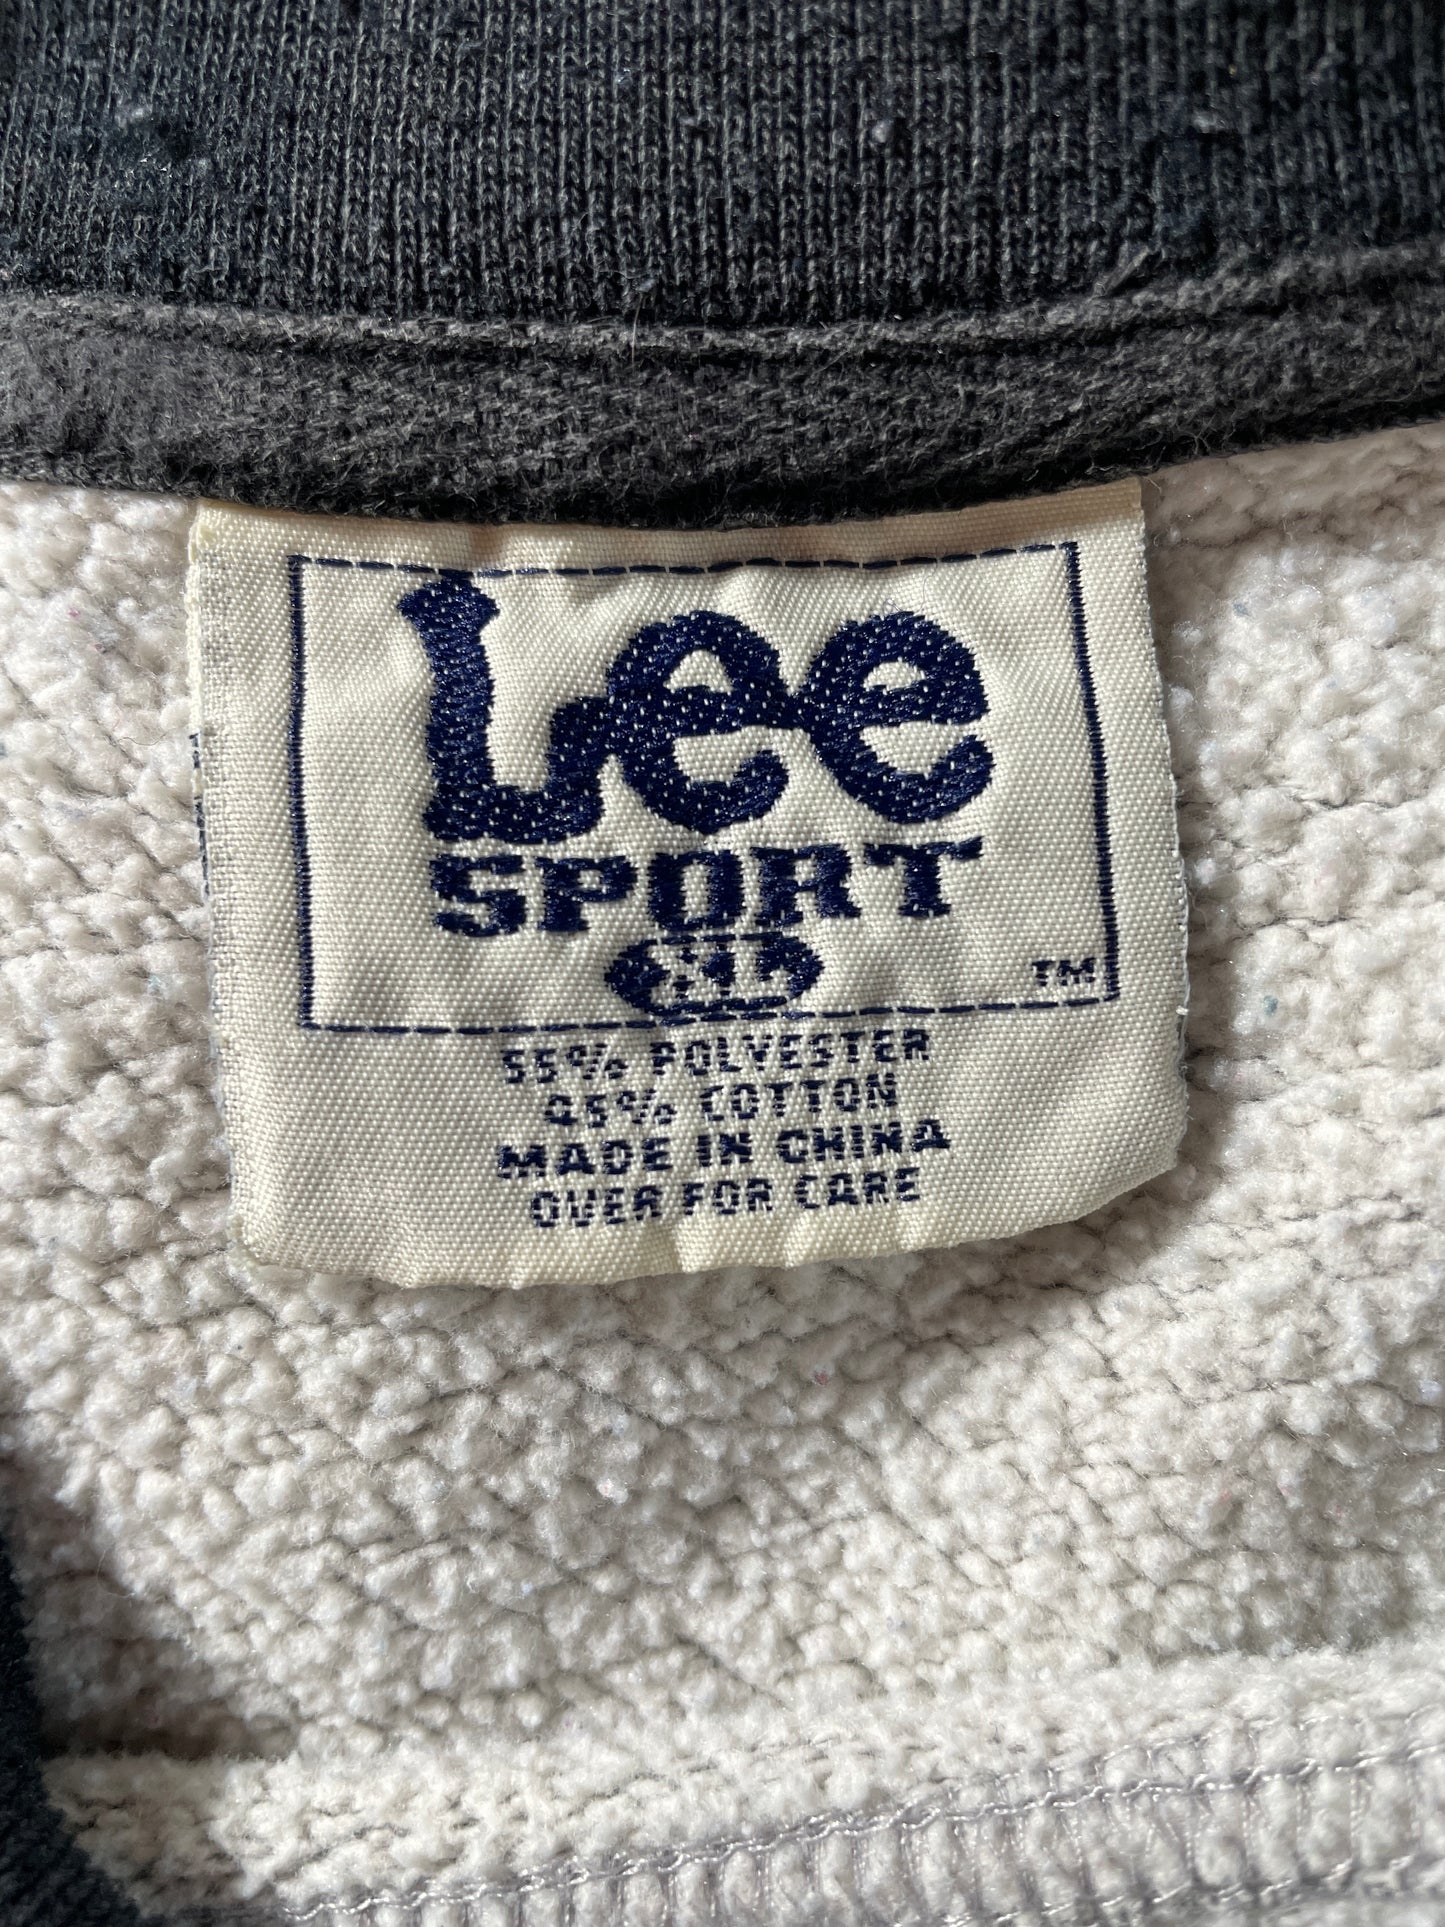 Lee
SPORT
XL
TM
55% POLYESTER
45% COTTON
MADE IN CHINA
OVER FOR CARE